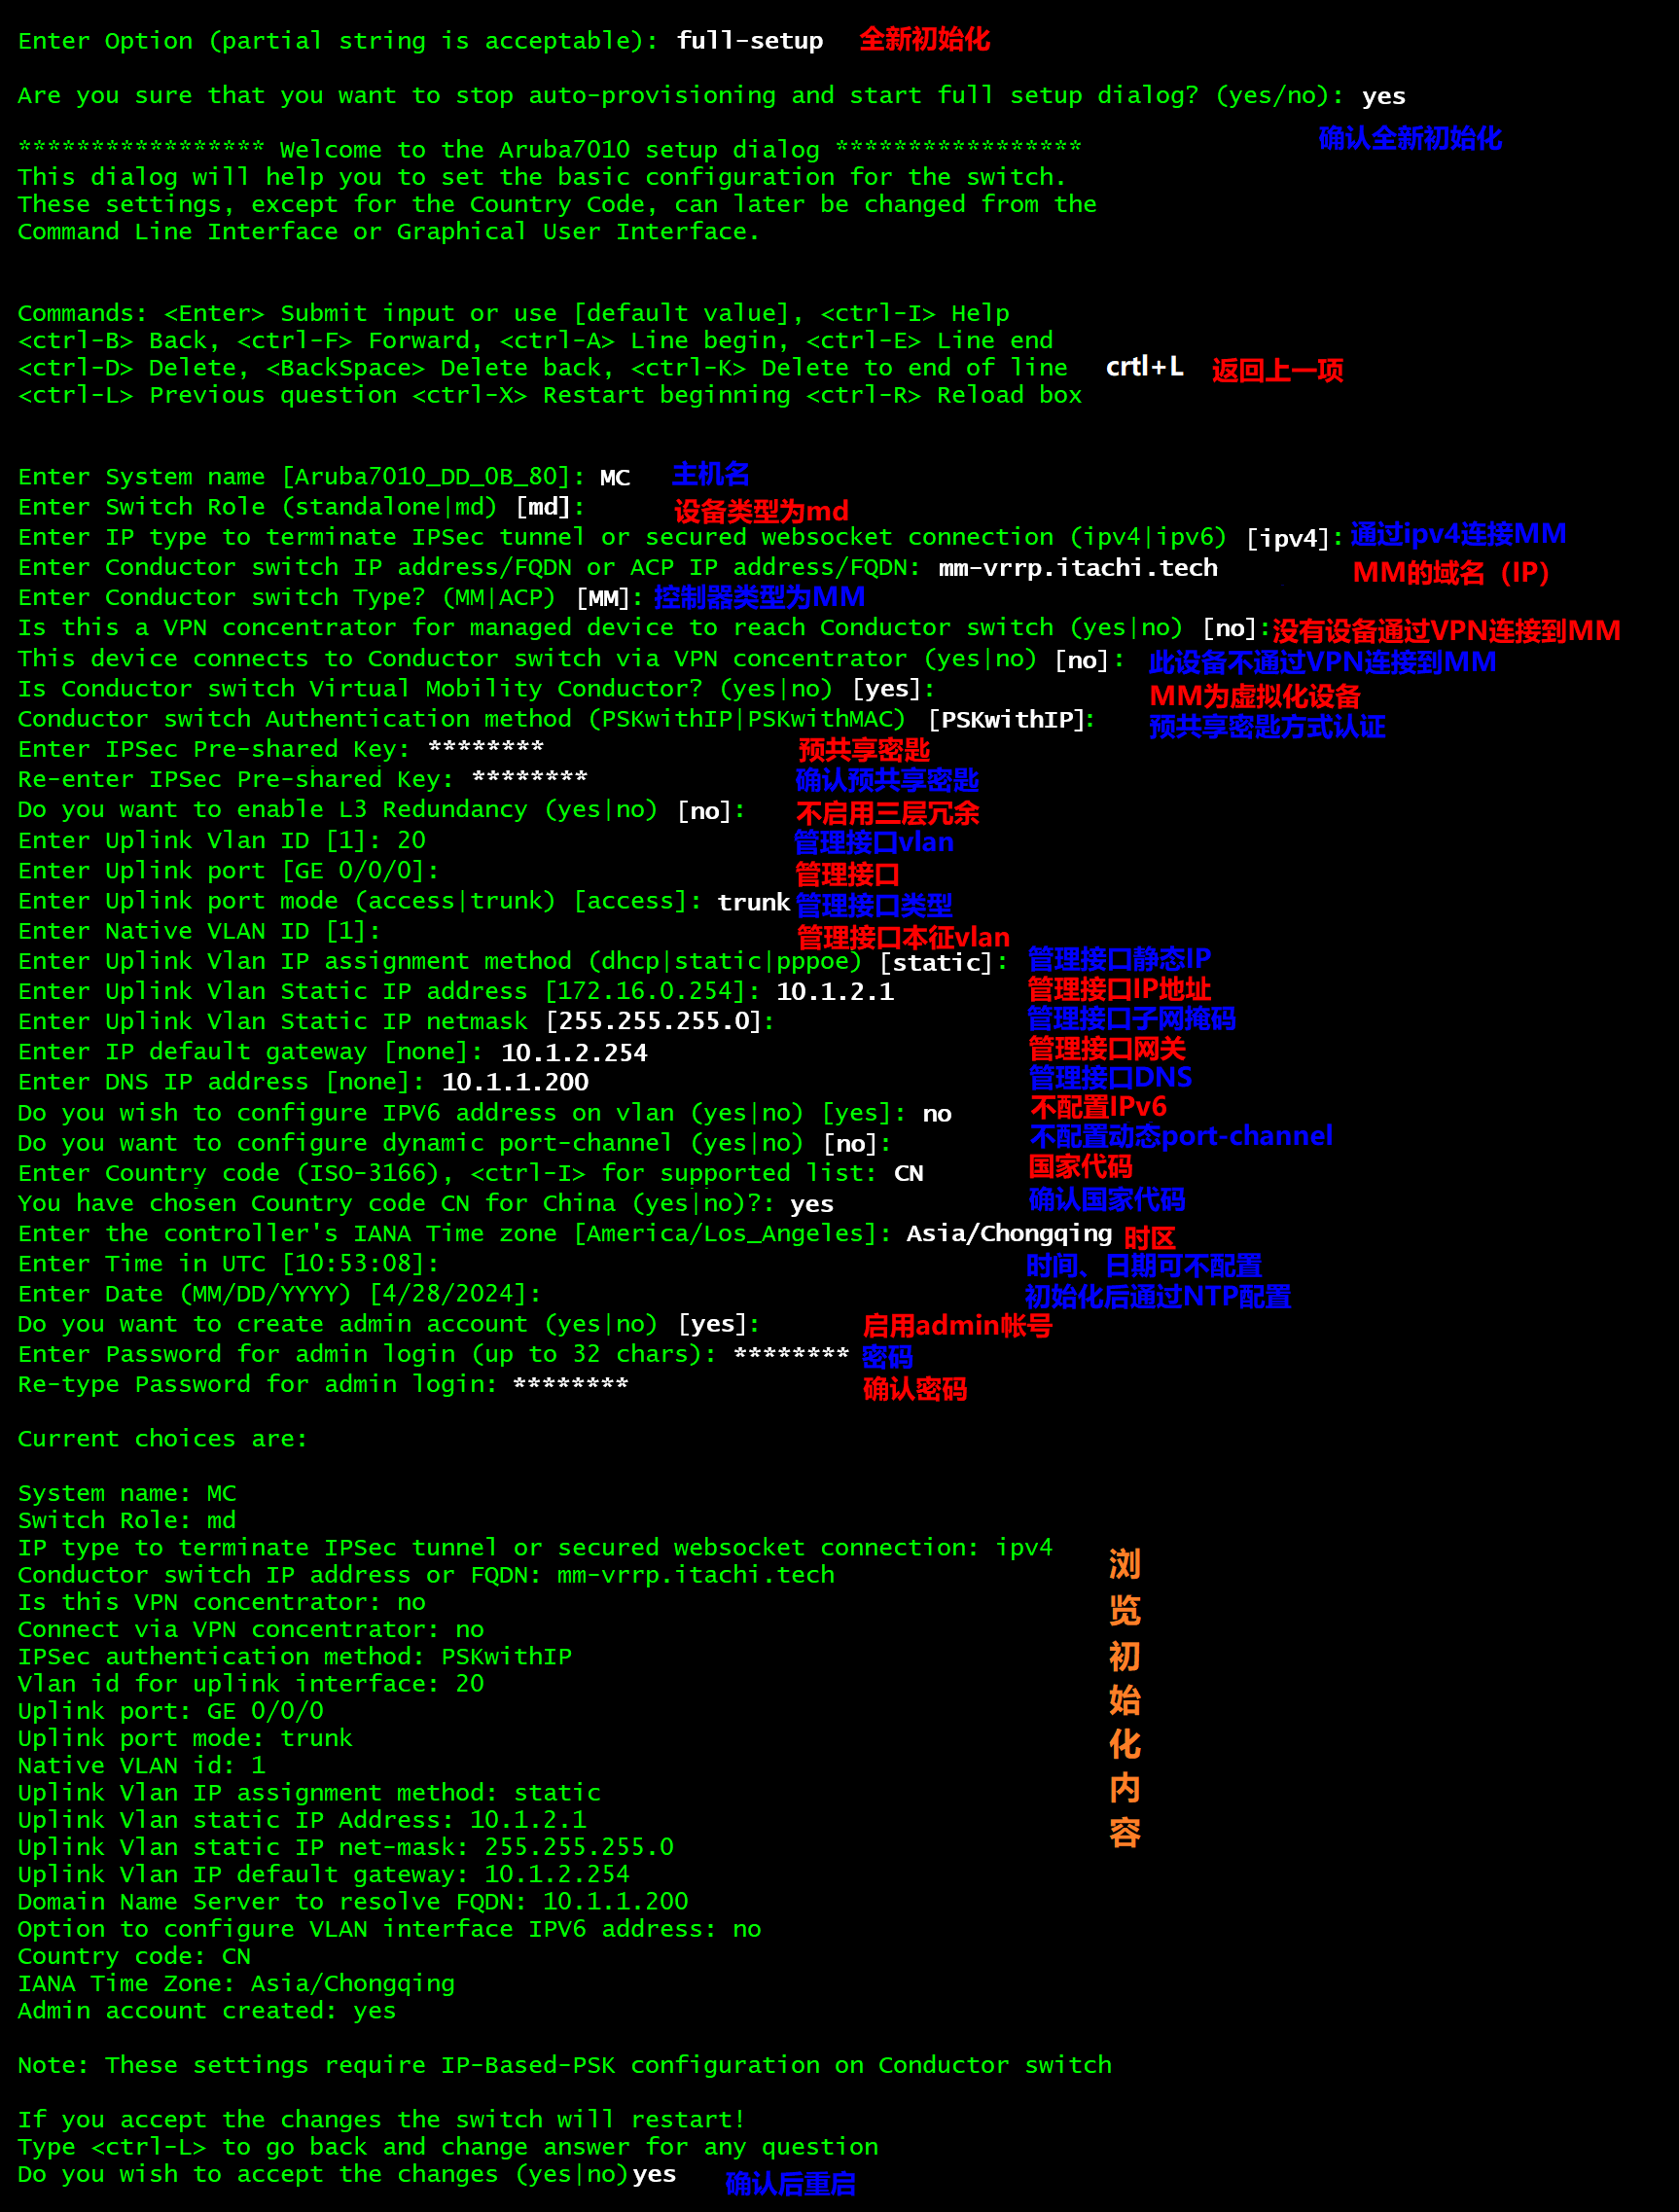 Enter Option (partial string is acceptable): full-setup 全新初始化
Are you sure that you want to stop auto-provisioning and start full setup dialog? (yes/no): yes
确认全新初始化
***************** Welcome to the Aruba7010 setup dialog *****************
This dialog will help you to set the basic configuration for the switch.
These settings, except for the Country Code, can later be changed from the
Command Line Interface or Graphical User Interface.
Commands: <Enter> Submit input or use [default value], <ctrl-I> Help
<ctrl-B> Back, <ctrl-F> Forward, <ctrl-A> Line begin, <ctrl-E> Line end
<ctrl-D> Delete, <BackSpace> Delete back, <ctrl-K> Delete to end of line crtl+L 返回上一项
<ctrl-L> Previous question <ctrl-X> Restart beginning <ctrl-R> Reload box
Enter System name [Aruba7010_DD_0B_80]: MC 主机名
Enter Switch Role (standalone|md) [md]: 设备类型为md
Enter IP type to terminate IPSec tunnel or secured websocket connection (ipv4|ipv6) [ipv4]: 通过ipv4连接MM
Enter Conductor switch IP address/FQDN or ACP IP address/FQDN: mm-vrrp.itachi.tech MM的域名（IP）
Enter Conductor switch Type? (MM|ACP) [MM]: 控制器类型为MM
Is this a VPN concentrator for managed device to reach Conductor switch (yes|no) [no]: 没有设备通过VPN连接到MM
This device connects to Conductor switch via VPN concentrator (yes|no) [no]: 此设备不通过VPN连接到MM
Is Conductor switch Virtual Mobility Conductor? (yes|no) [yes]: MM为虚拟化设备
Conductor switch Authentication method (PSKwithIP|PSKwithMAC) [PSKwithIP]: 预共享密匙方式认证
Enter IPSec Pre-shared Key: ******** 预共享密匙
Re-enter IPSec Pre-shared Key: ******** 确认预共享密匙
Do you want to enable L3 Redundancy (yes|no) [no]: 不启用三层冗余
Enter Uplink Vlan ID [1]: 20 管理接口vlan
Enter Uplink port [GE 0/0/0]: 管理接口
Enter Uplink port mode (access|trunk) [access]: trunk 管理接口类型
Enter Native VLAN ID [1]: 管理接口本征vlan
Enter Uplink Vlan IP assignment method (dhcp|static|pppoe) [static]: 管理接口静态IP
Enter Uplink Vlan Static IP address [172.16.0.254]: 10.1.2.1 管理接口IP地址
Enter Uplink Vlan Static IP netmask [255.255.255.0]: 管理接口子网掩码
Enter IP default gateway [none]: 10.1.2.254 管理接口网关
Enter DNS IP address [none]: 10.1.1.200 管理接口DNS
Do you wish to configure IPV6 address on vlan (yes|no) [yes]: no 不配置IPv6
Do you want to configure dynamic port-channel (yes|no) [no]: 不配置动态port-channel
Enter Country code (ISO-3166), <ctrl-I> for supported list: CN 国家代码
You have chosen Country code CN for China (yes|no)?: yes 确认国家代码
Enter the controller's IANA Time zone [America/Los_Angeles]: Asia/Chongqing 时区
Enter Time in UTC [10:53:08]: 时间、日期可不配置
Enter Date (MM/DD/YYYY) [4/28/2024]: 初始化后通过NTP配置
Do you want to create admin account (yes|no) [yes]: 启用admin帐号
Enter Password for admin login (up to 32 chars): ******** 密码
Re-type Password for admin login: ******** 确认密码
Current choices are:
System name: MC
Switch Role: md
IP type to terminate IPSec tunnel or secured websocket connection: ipv4
Conductor switch IP address or FQDN: mm-vrrp.itachi.tech
Is this VPN concentrator: no
Connect via VPN concentrator: no
IPSec authentication method: PSKwithIP
Vlan id for uplink interface: 20
Uplink port: GE 0/0/0
Uplink port mode: trunk
Native VLAN id: 1
Uplink Vlan IP assignment method: static
Uplink Vlan static IP Address: 10.1.2.1
Uplink Vlan static IP net-mask: 255.255.255.0
Uplink Vlan IP default gateway: 10.1.2.254
Domain Name Server to resolve FQDN: 10.1.1.200
Option to configure VLAN interface IPV6 address: no
Country code: CN
IANA Time Zone: Asia/Chongqing
Admin account created: yes
浏览初始化内容
Note: These settings require IP-Based-PSK configuration on Conductor switch
If you accept the changes the switch will restart!
Type <ctrl-L> to go back and change answer for any question
Do you wish to accept the changes (yes|no)yes 确认后重启